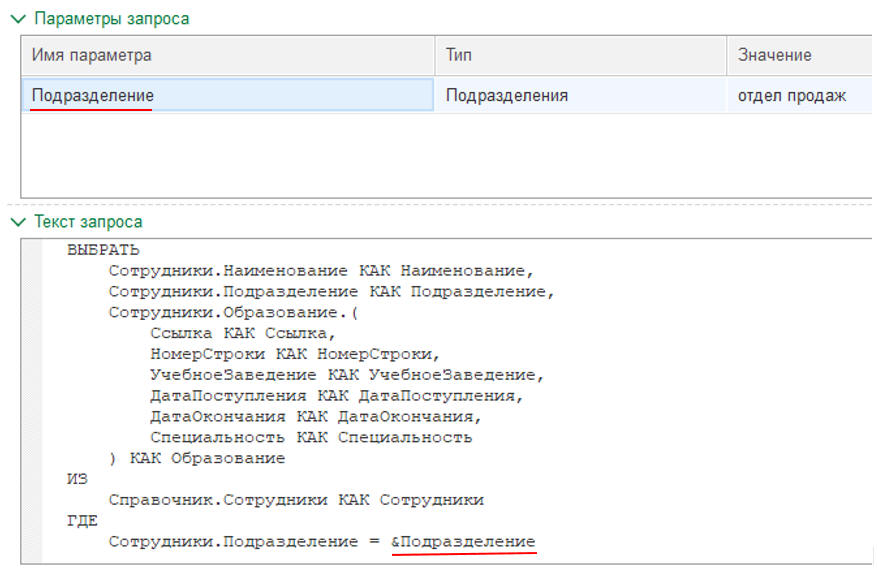 Параметры запроса
Имя параметра Тип Значение
Подразделение Подразделения отдел продаж
Текст запроса
ВЫБРАТЬ
Сотрудники.Наименование КАК Наименование,
Сотрудники.Подразделение КАК Подразделение,
Сотрудники.Образование.(
Ссылка КАК Ссылка,
НомерСтроки КАК НомерСтроки,
УчебноеЗаведение КАК УчебноеЗаведение,
ДатаПоступления КАК ДатаПоступления,
ДатаОкончания КАК ДатаОкончания,
Специальность КАК Специальность
) КАК Образование
ИЗ
Справочник.Сотрудники КАК Сотрудники
ГДЕ
Сотрудники.Подразделение = &Подразделение